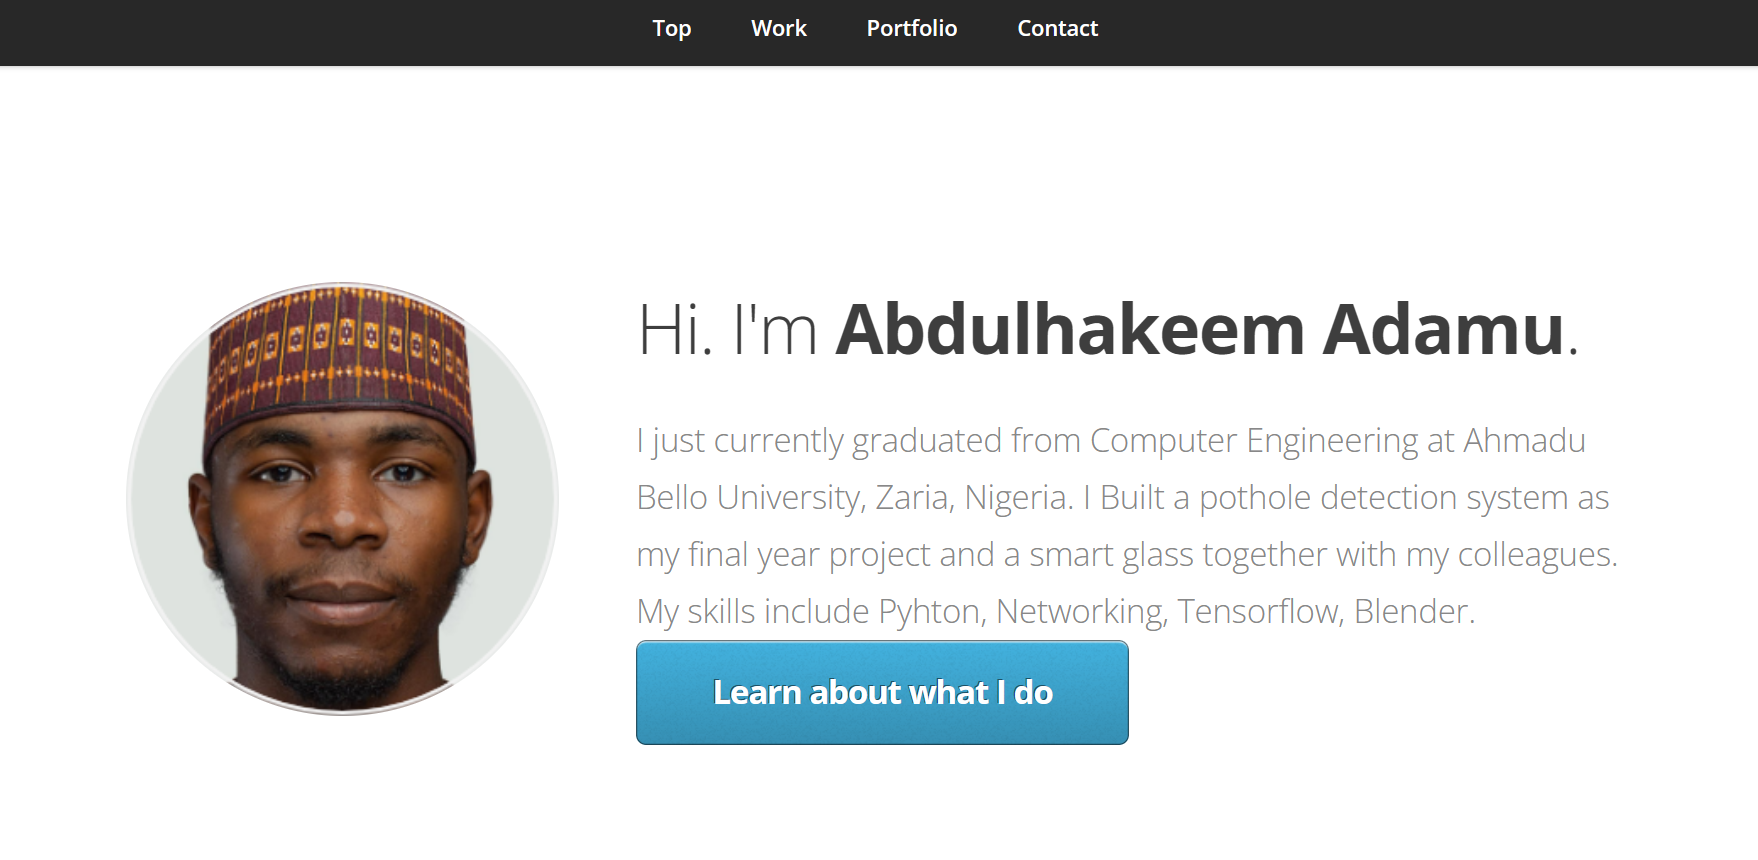 Top Work Portfolio Contact
Hi. I'm Abdulhakeem Adamu.
I just currently graduated from Computer Engineering at Ahmadu
Bello University, Zaria, Nigeria. I Built a pothole detection system as
my final year project and a smart glass together with my colleagues.
My skills include Pyhton, Networking, Tensorflow, Blender.
Learn about what I do